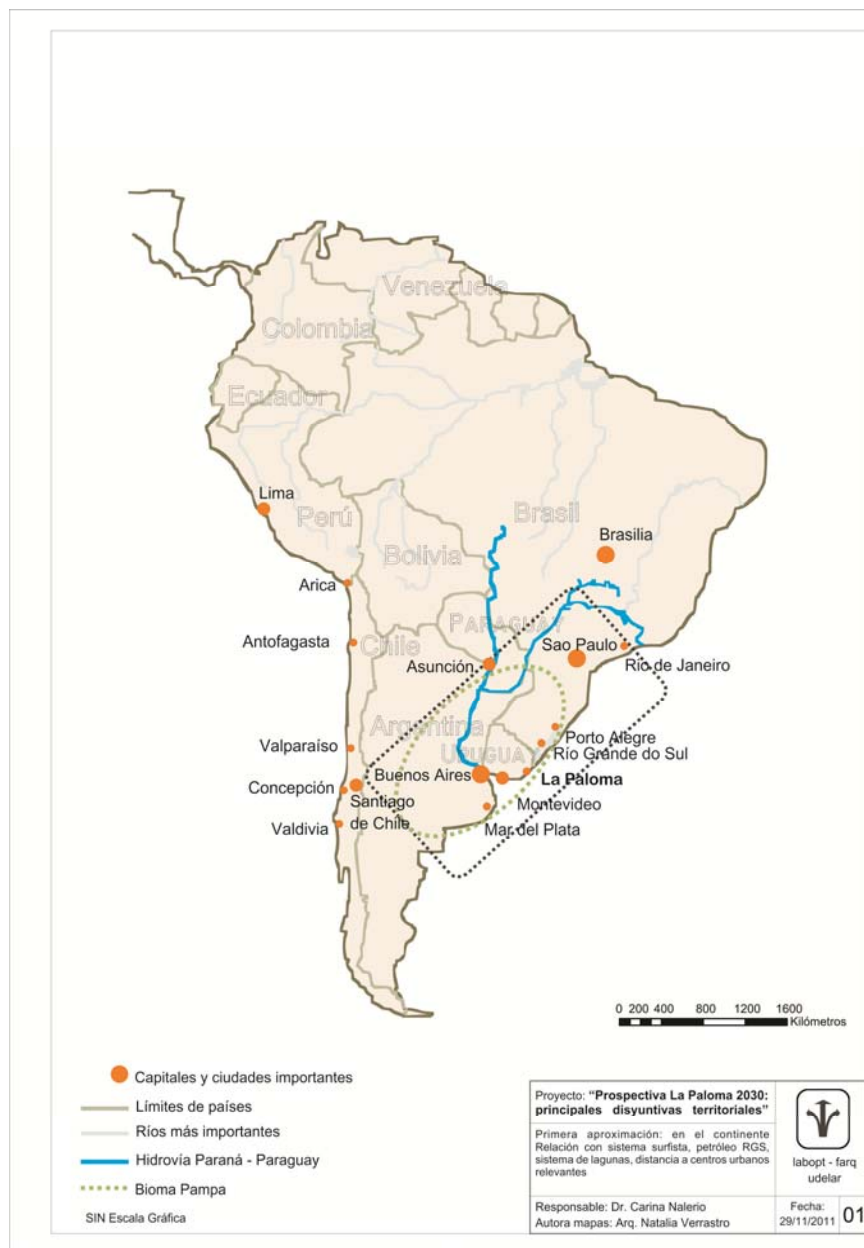 Venezuela
Colombia
Ecuador
Lima
Perú
Brasil
Brasilia
Bolivia
Arica
PARAGUAY
Antofagasta
Chile
Sao Paulo
Asunción
Rio de Janeiro
Argentina
Porto Alegre
Valparaíso
URUGUAY
Río Grande do Sul
Buenos Aires
La Paloma
Concepción
Santiago
de Chile
Montevideo
Valdivia
Mar del Plata
0 200 400 800 1200 1600
Kilómetros
Capitales y ciudades importantes
Límites de países
Ríos más importantes
Hidrovía Paraná - Paraguay
Bioma Pampa
SIN Escala Gráfica
Proyecto: “Prospectiva La Paloma 2030:
principales disyuntivas territoriales”
Primera aproximación: en el continente
Relación con sistema surfista, petróleo RGS,
sistema de lagunas, distancia a centros urbanos
relevantes
labopt - farq
udelar
Responsable: Dr. Carina Nalerio
Autora mapas: Arq. Natalia Verrastro
Fecha:
29/11/2011
01